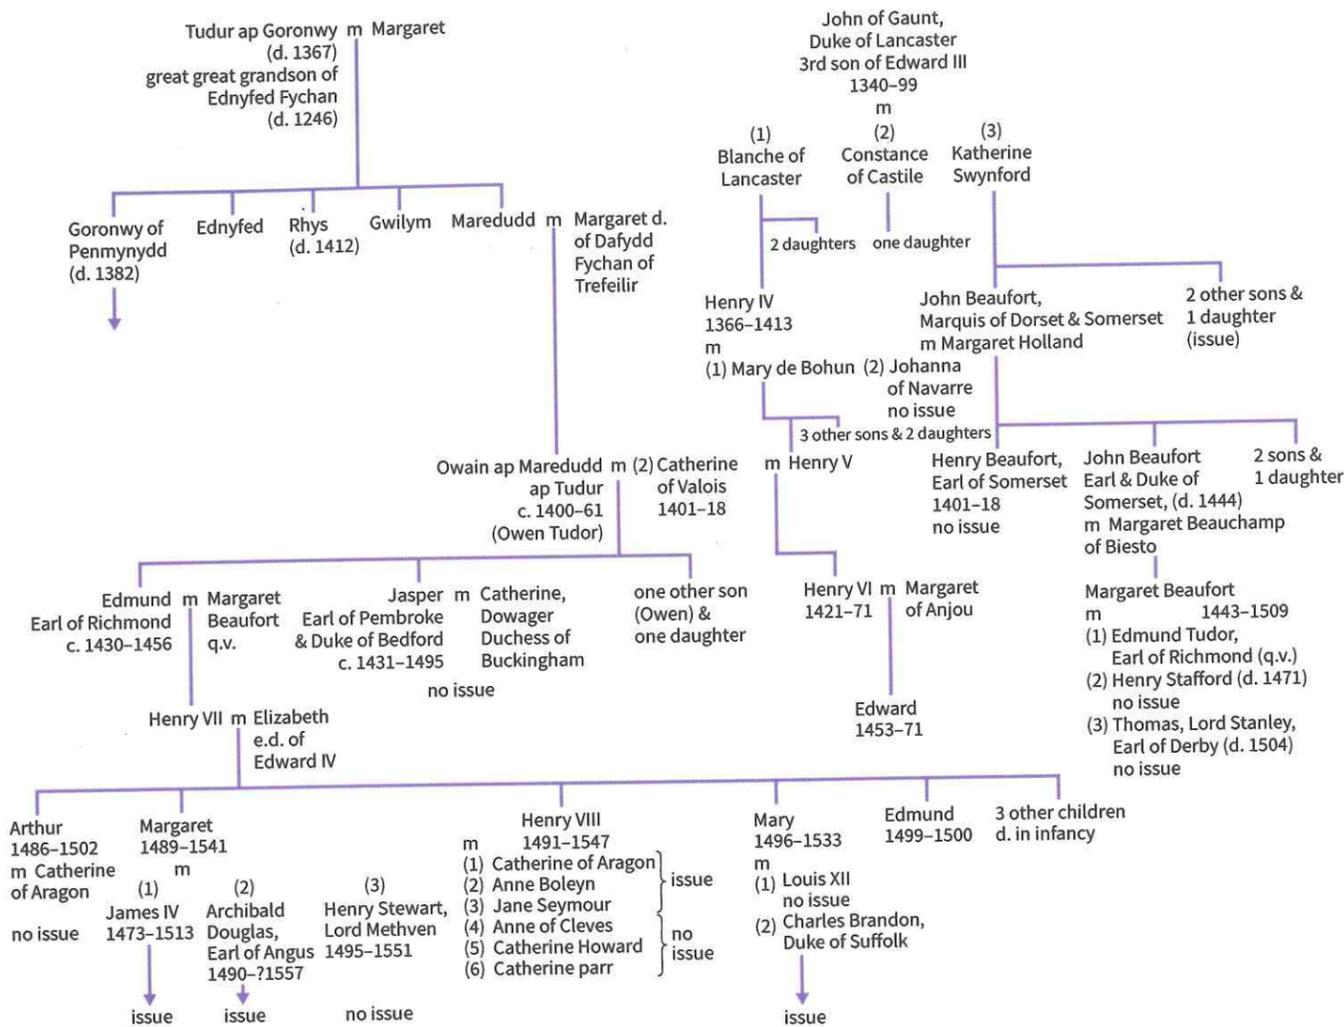 Tudur ap Goronwy m Margaret
(d. 1367)
great great grandson of
Ednyfed Fychan
(d. 1246)
John of Gaunt,
Duke of Lancaster
3rd son of Edward III
1340–99
m
(1)
Blanche of
Lancaster
(2)
Constance
of Castile
(3)
Katherine
Swynford
Goronwy of
Penmynydd
(d. 1382)
Ednyfed
Rhys
(d. 1412)
Gwilym
Maredudd m Margaret d.
of Dafydd
Fychan of
Trefeilir
2 daughters
one daughter
Henry IV
1366–1413
m
(1) Mary de Bohun
(2) Johanna
of Navarre
no issue
John Beaufort,
Marquis of Dorset & Somerset
m Margaret Holland
2 other sons &
1 daughter
(issue)
3 other sons & 2 daughters
Owain ap Maredudd m (2) Catherine
ap Tudur
c. 1400–61
(Owen Tudor)
of Valois
1401–18
m Henry V
Henry Beaufort,
Earl of Somerset
1401–18
no issue
John Beaufort
Earl & Duke of
Somerset, (d. 1444)
m Margaret Beauchamp
of Biesto
2 sons &
1 daughter
Edmund m Margaret
Earl of Richmond
c. 1430–1456
Beaufort
q.v.
Jasper m Catherine,
Earl of Pembroke
& Duke of Bedford
c. 1431–1495
Dowager
Duchess of
Buckingham
no issue
one other son
(Owen) &
one daughter
Henry VI m Margaret
1421–71
of Anjou
Margaret Beaufort
m 1443–1509
(1) Edmund Tudor,
Earl of Richmond (q.v.)
(2) Henry Stafford (d. 1471)
no issue
(3) Thomas, Lord Stanley,
Earl of Derby (d. 1504)
no issue
Edward
1453–71
Henry VII m Elizabeth
e.d. of
Edward IV
Arthur
1486–1502
m Catherine
of Aragon
no issue
Margaret
1489–1541
m
(1)
James IV
1473–1513
issue
(2)
Archibald
Douglas,
Earl of Angus
1490–?1557
issue
(3)
Henry Stewart,
Lord Methven
1495–1551
no issue
Henry VIII
m 1491–1547
(1) Catherine of Aragon
(2) Anne Boleyn
(3) Jane Seymour
issue
(4) Anne of Cleves
(5) Catherine Howard
(6) Catherine parr
no
issue
Mary
1496–1533
m
(1) Louis XII
no issue
(2) Charles Brandon,
Duke of Suffolk
issue
Edmund
1499–1500
3 other children
d. in infancy